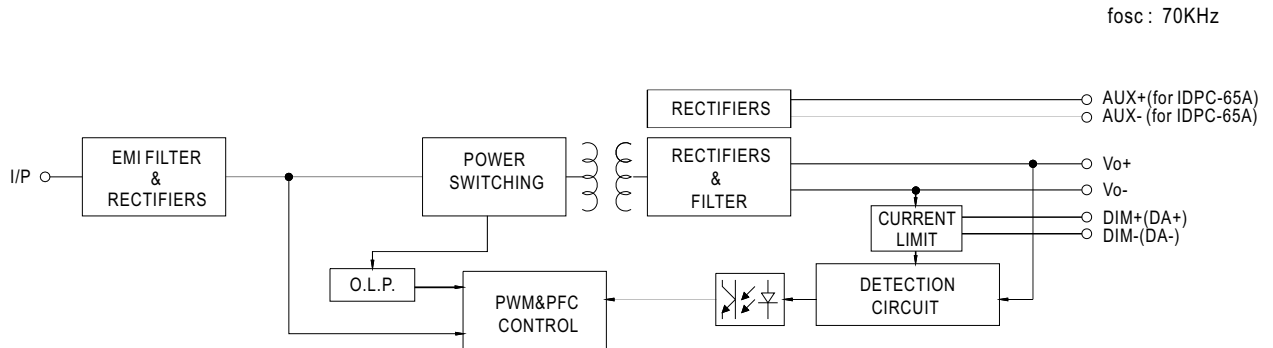 fosc : 70KHz
RECTIFIERS
AUX+(for IDPC-65A)
AUX- (for IDPC-65A)
I/P
EMI FILTER
&
RECTIFIERS
POWER
SWITCHING
RECTIFIERS
&
FILTER
Vo+
Vo-
CURRENT
LIMIT
DIM+(DA+)
DIM-(DA-)
O.L.P.
PWM&PFC
CONTROL
DETECTION
CIRCUIT